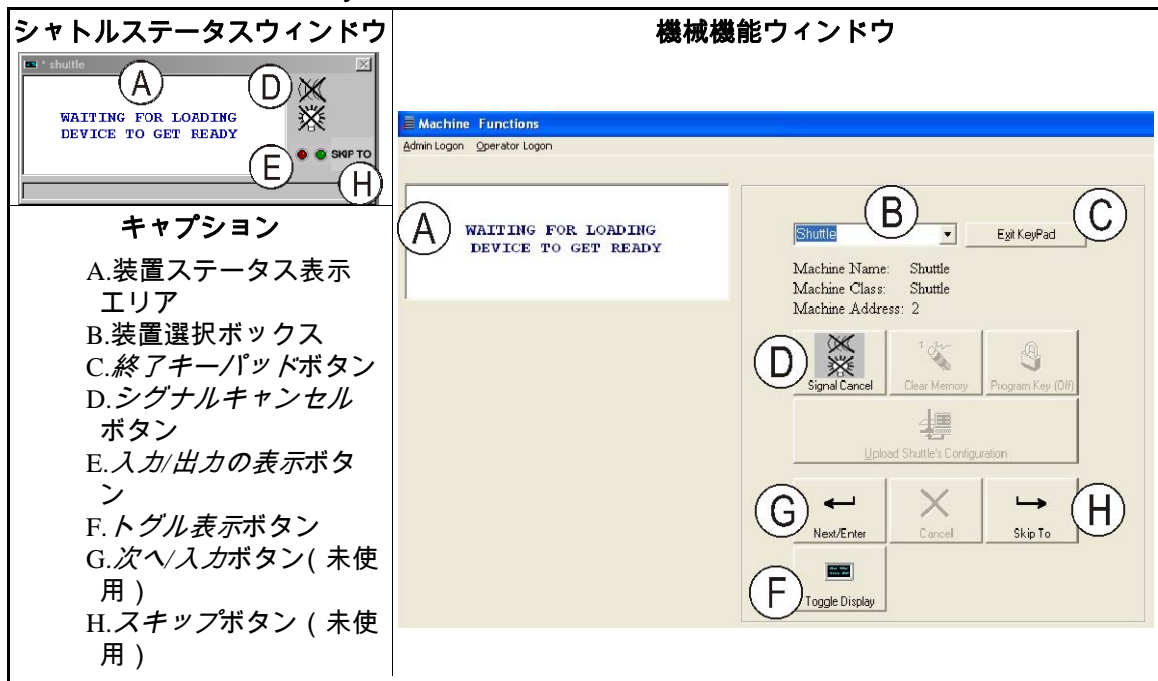 シャトルステータスウィンドウ
* shuttle
A
D
WAITING FOR LOADING
DEVICE TO GET READY
E
SKIP TO
H
キャプション
A.装置ステータス表示
エリア
B.装置選択ボックス
C.終了キーパッドボタン
D.シグナルキャンセル
ボタン
E.入力/出力の表示ボタ
ン
F.トグル表示ボタン
G.次へ/入力ボタン(未使
用)
H.スキップボタン(未使
用)
機械機能ウィンドウ
Machine Functions
Admin Logon Operator Logon
A
WAITING FOR LOADING
DEVICE TO GET READY
B
C
Shuttle
Exit KeyPad
Machine Name: Shuttle
Machine Class: Shuttle
Machine Address: 2
D
Signal Cancel
Clear Memory
Program Key (Off)
Upload Shuttle's Configuration
G
Next/Enter
Cancel
Skip To
H
F
Toggle Display